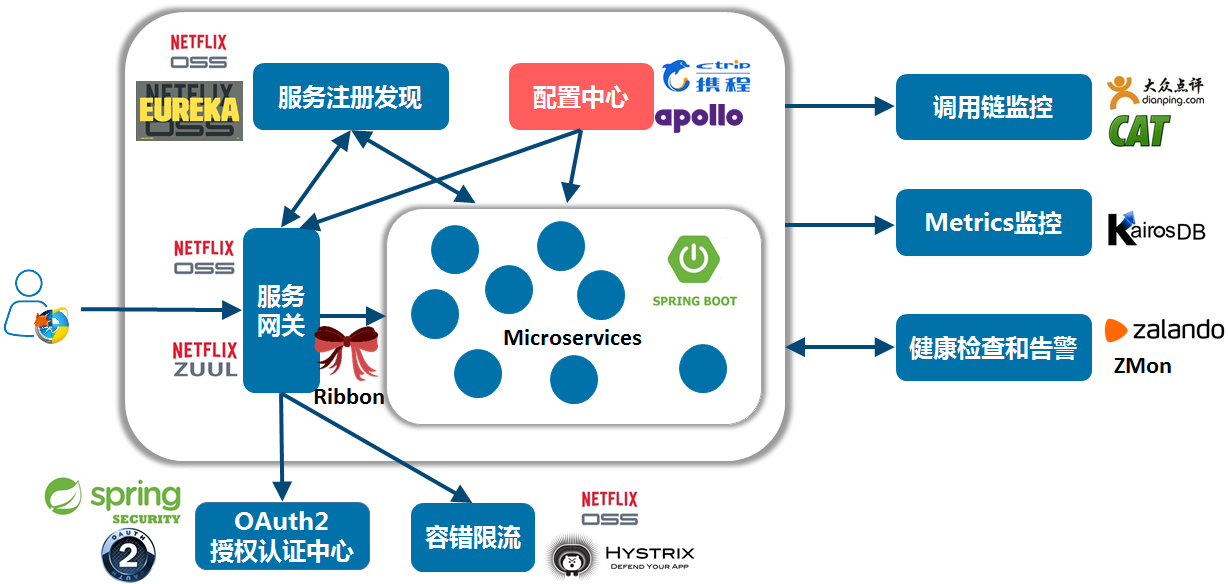 NETFLIX
OSS
NETFLIX
EUREKA
OSS
服务注册发现
配置中心
ctrip
携程
apollo
调用链监控
大众点评
dianping.com
CAT
NETFLIX
OSS
服务
网关
NETFLIX
ZUUL
Ribbon
SPRING BOOT
Microservices
Metrics监控
KairosDB
健康检查和告警
zalando
ZMon
spring
SECURITY
OAUTH
2
OAuth2
授权认证中心
容错限流
NETFLIX
OSS
HYSTRIX
DEFEND YOUR APP